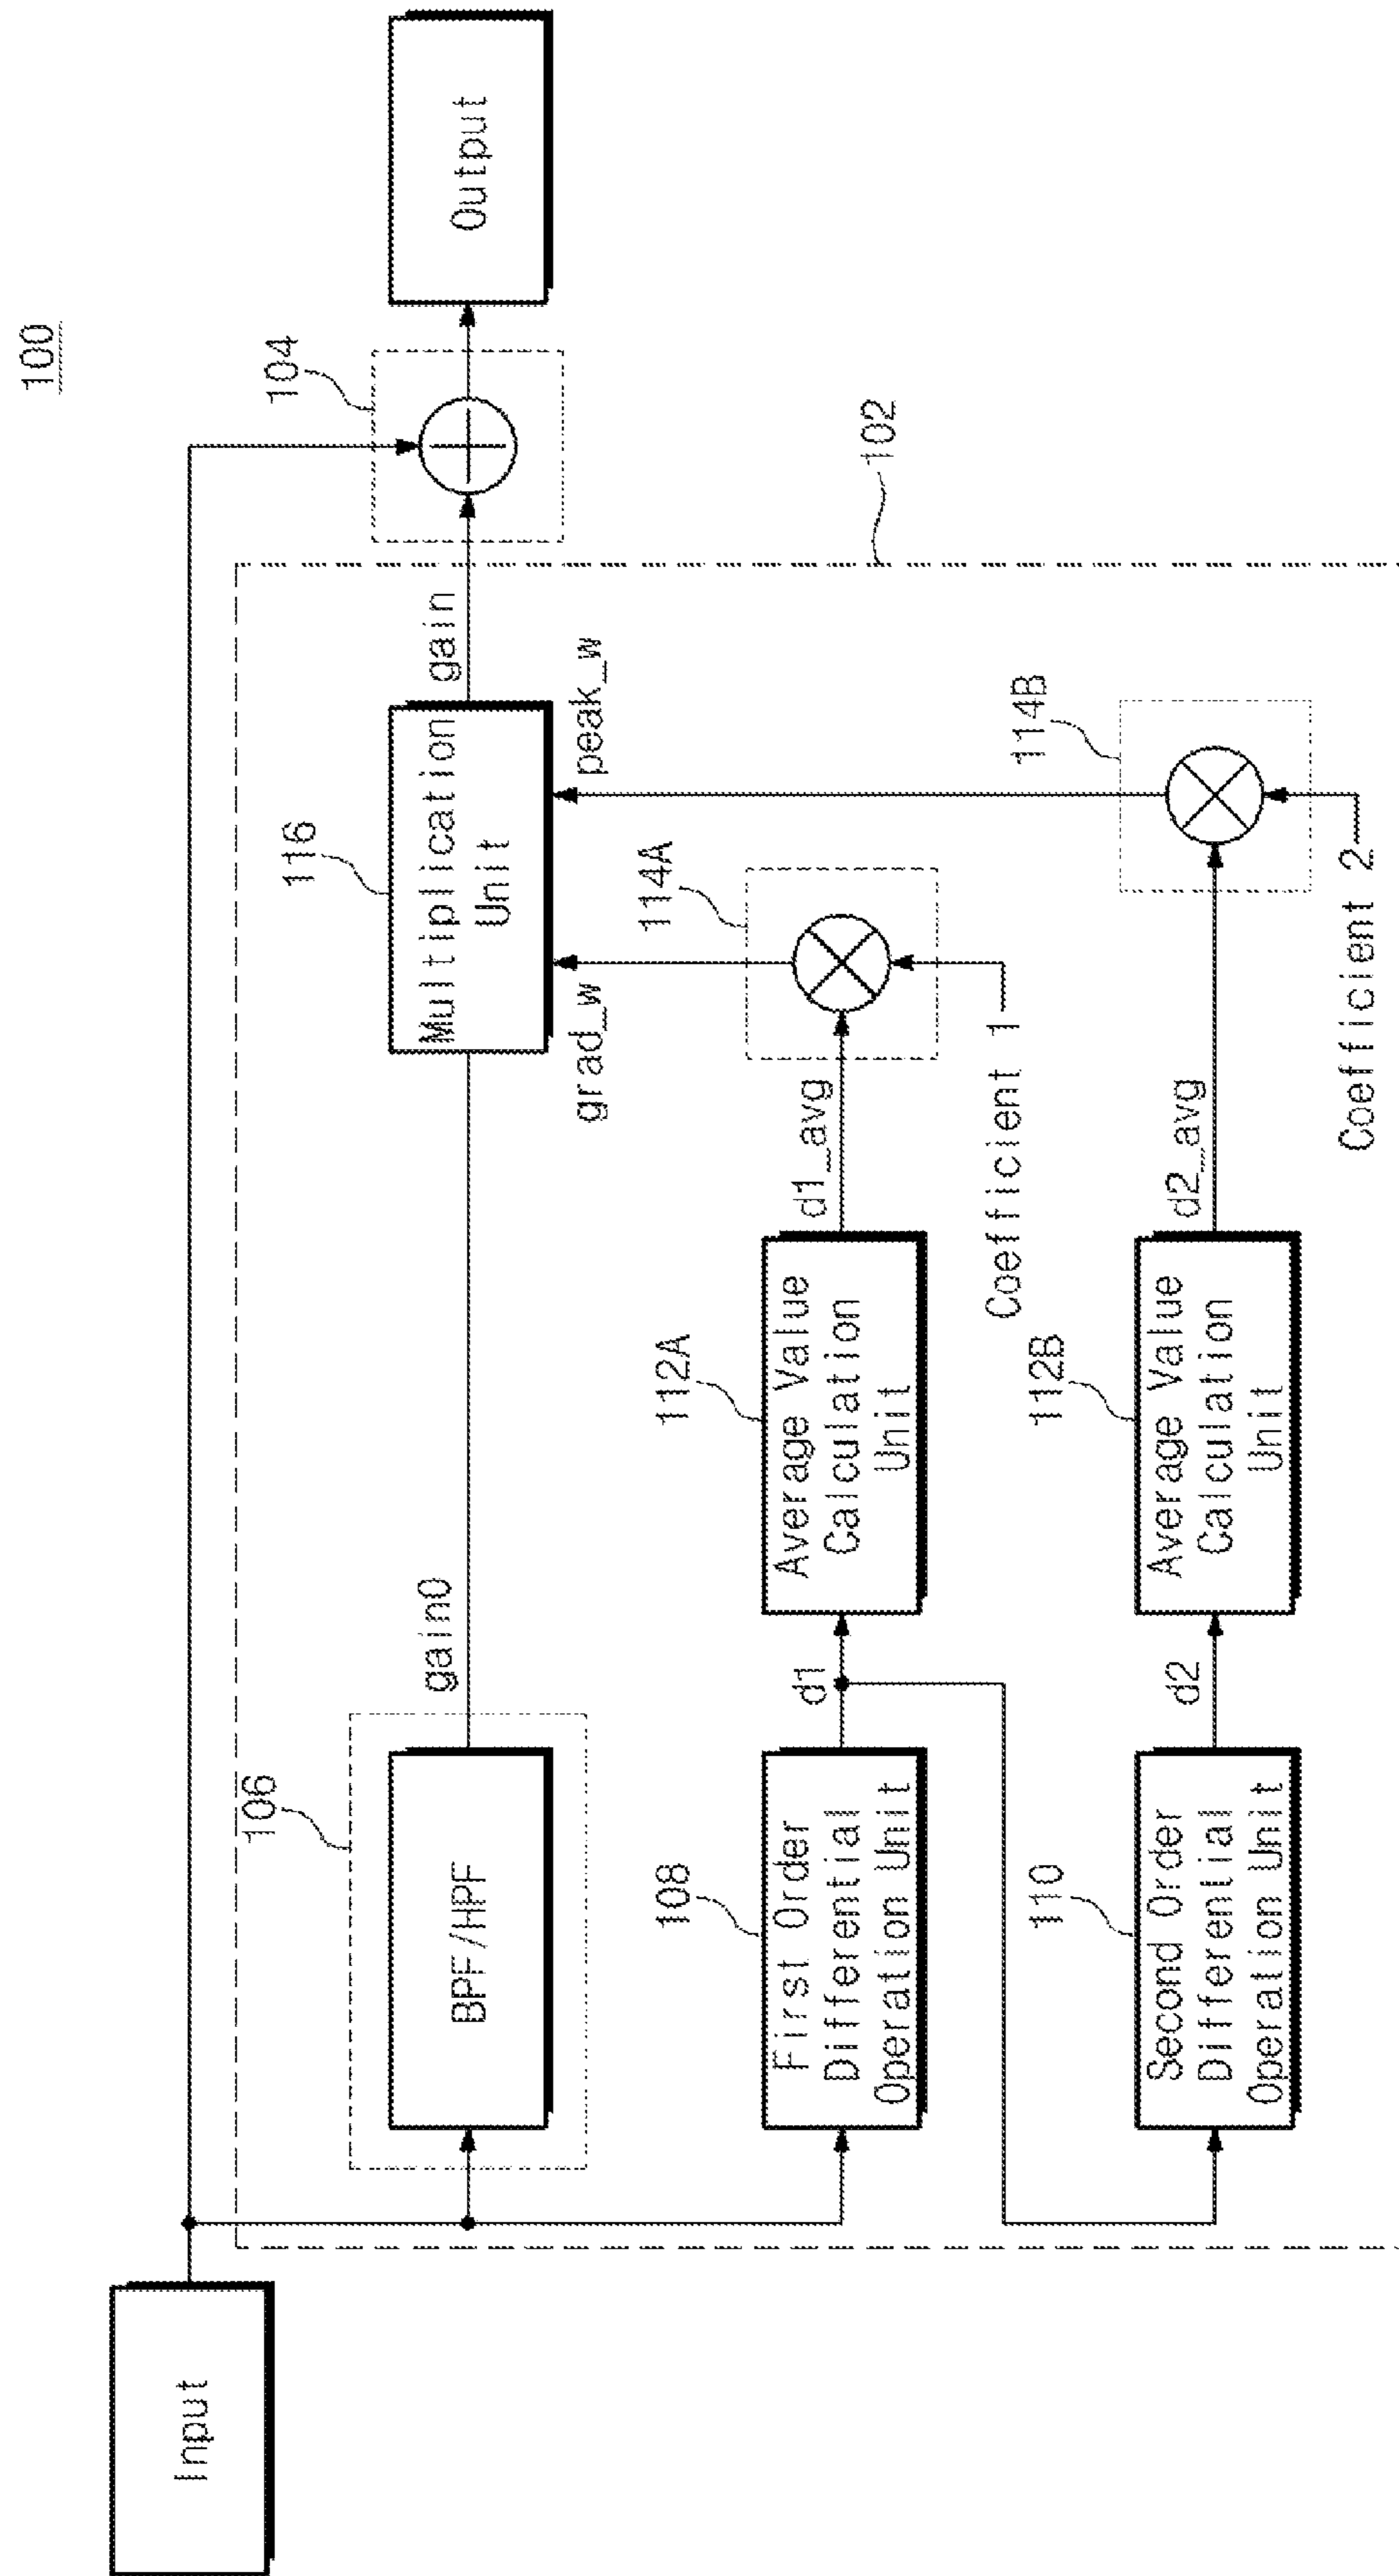 100
Input
Output
104
102
106
BPF/HPF
gain0
116
Multiplication
Unit
gain
grad_w
peak_w
108
First Order
Differential
Operation Unit
d1
112A
Average Value
Calculation
Unit
d1_avg
114A
Coefficient 1
110
Second Order
Differential
Operation Unit
d2
112B
Average Value
Calculation
Unit
d2_avg
114B
Coefficient 2